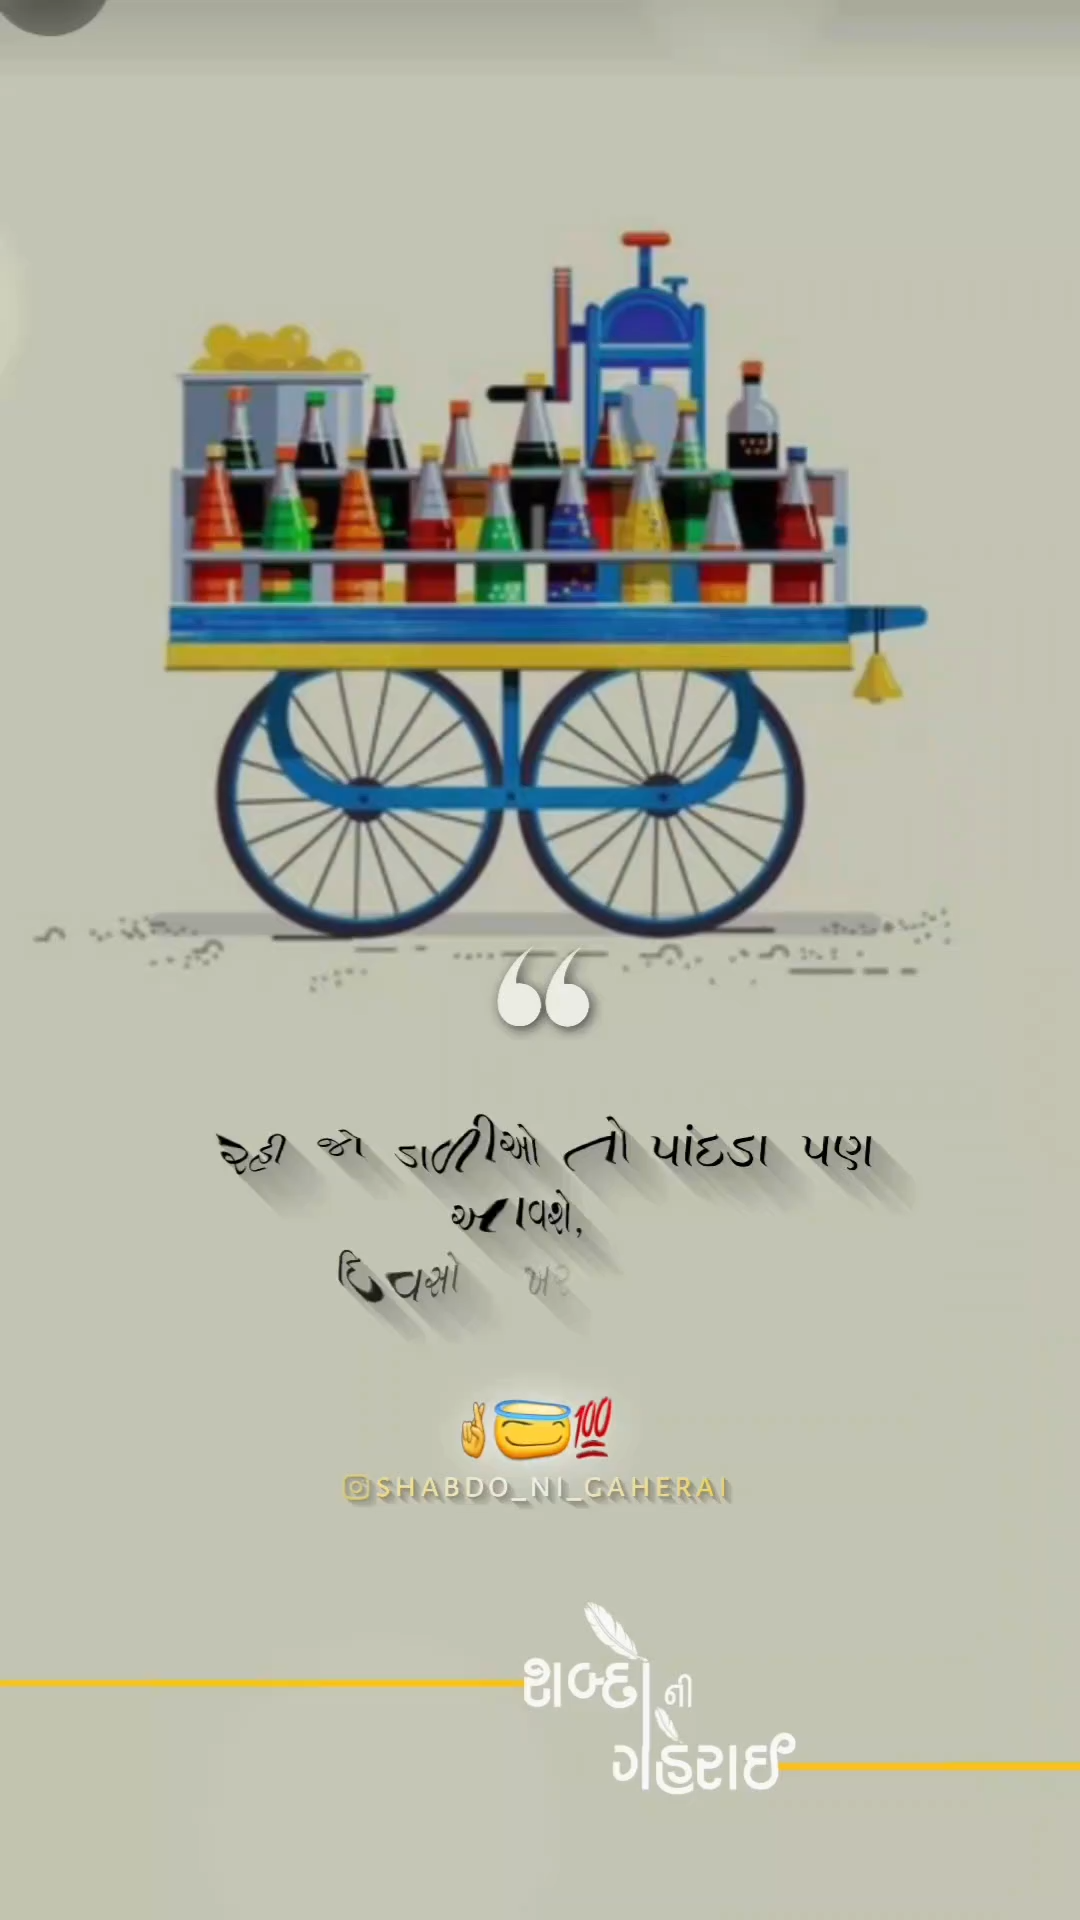 “
રહી જો ડાળીઓ તો પાંદડા પણ
આવશે,
દિવસો
✌😇💯
SHABDO_NI_GAHERAI
શબ્દોની
ગહેરાઈ